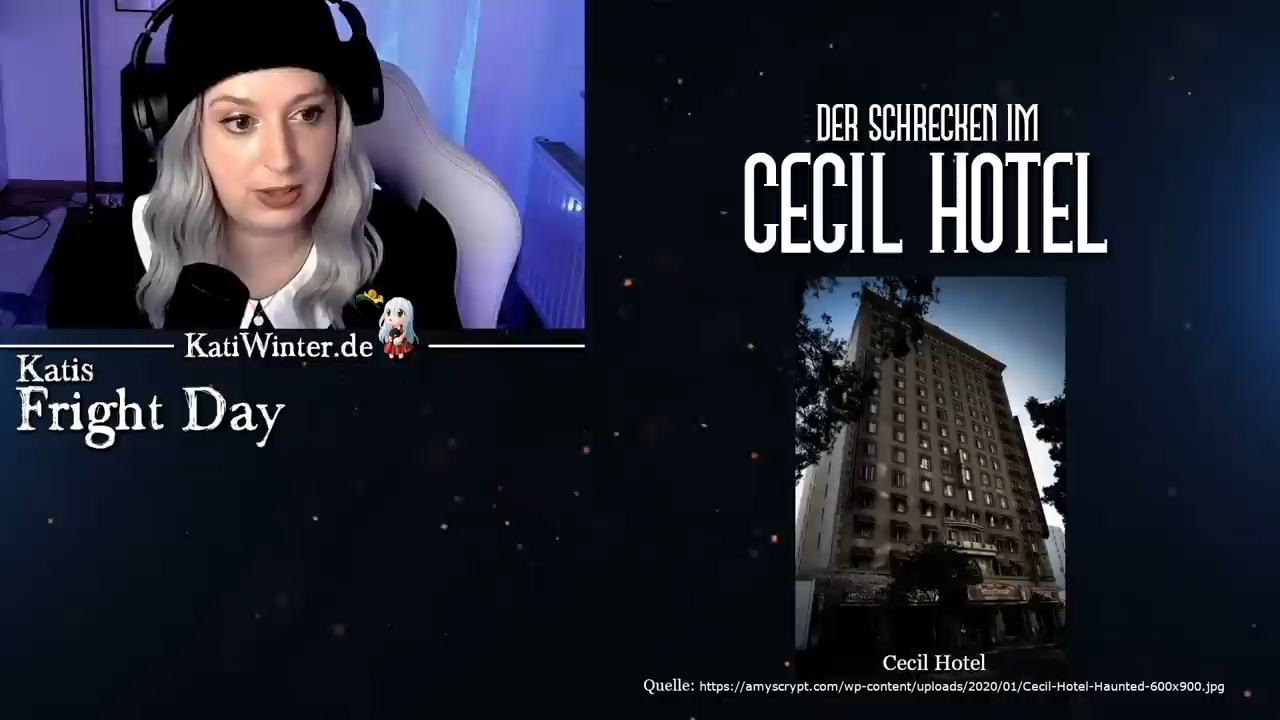 DER SCHRECKEN IM
CECIL HOTEL
KatiWinter.de
Katis
Fright Day
Cecil Hotel
Quelle: https://amyscrypt.com/wp-content/uploads/2020/01/Cecil-Hotel-Haunted-600x900.jpg